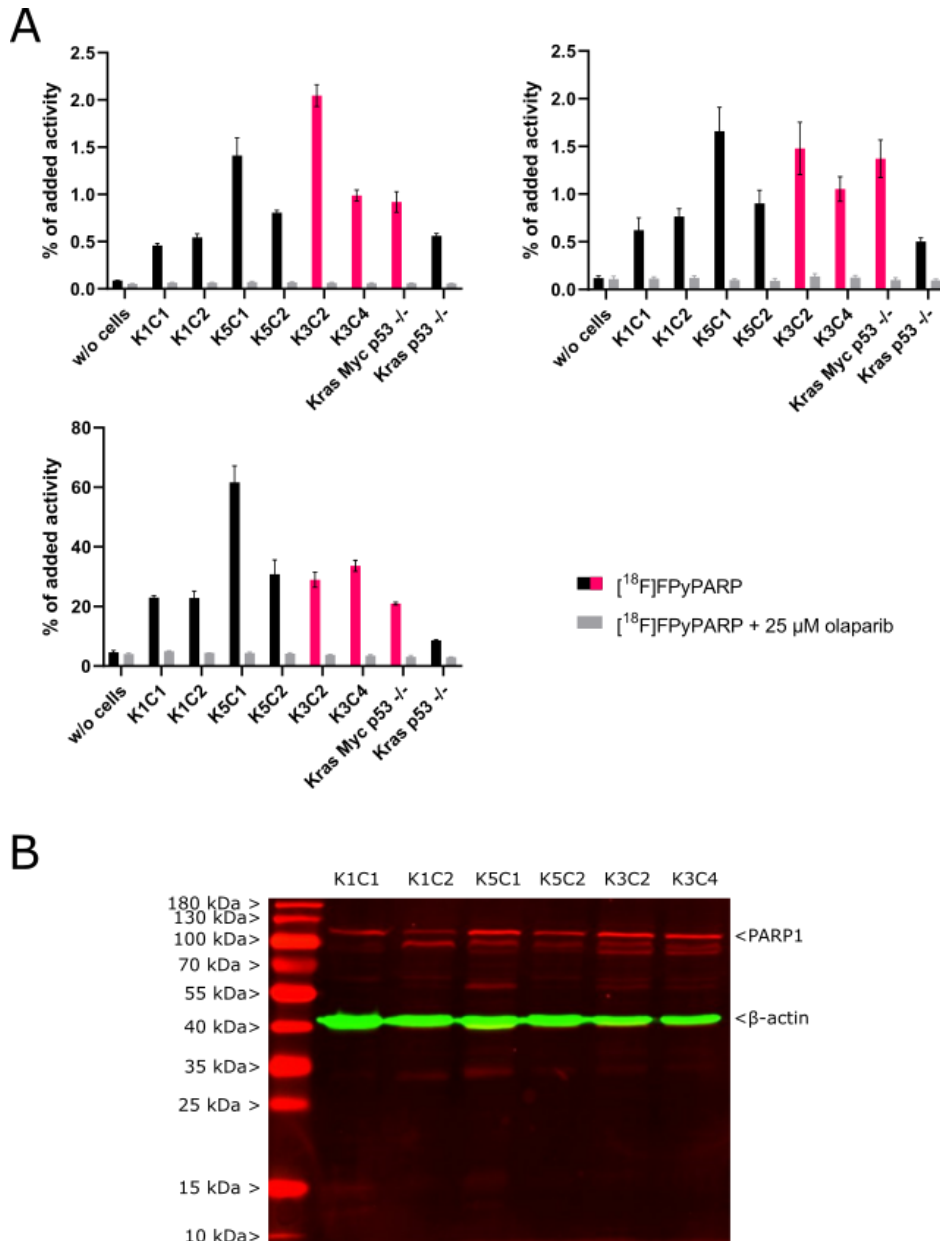 A
% of added activity
2.5
2.0
1.5
1.0
0.5
0.0
w/o cells
K1C1
K1C2
K5C1
K5C2
K3C2
K3C4
Kras Myc p53 -/-
Kras p53 -/-
% of added activity
2.5
2.0
1.5
1.0
0.5
0.0
w/o cells
K1C1
K1C2
K5C1
K5C2
K3C2
K3C4
Kras Myc p53 -/-
Kras p53 -/-
% of added activity
80
60
40
20
0
w/o cells
K1C1
K1C2
K5C1
K5C2
K3C2
K3C4
Kras Myc p53 -/-
Kras p53 -/-
[¹⁸F]FPyPARP
[¹⁸F]FPyPARP + 25 µM olaparib
B
K1C1 K1C2 K5C1 K5C2 K3C2 K3C4
180 kDa >
130 kDa>
100 kDa > <PARP1
70 kDa >
55 kDa>
40 kDa > <β-actin
35 kDa >
25 kDa >
15 kDa >
10 kDa>